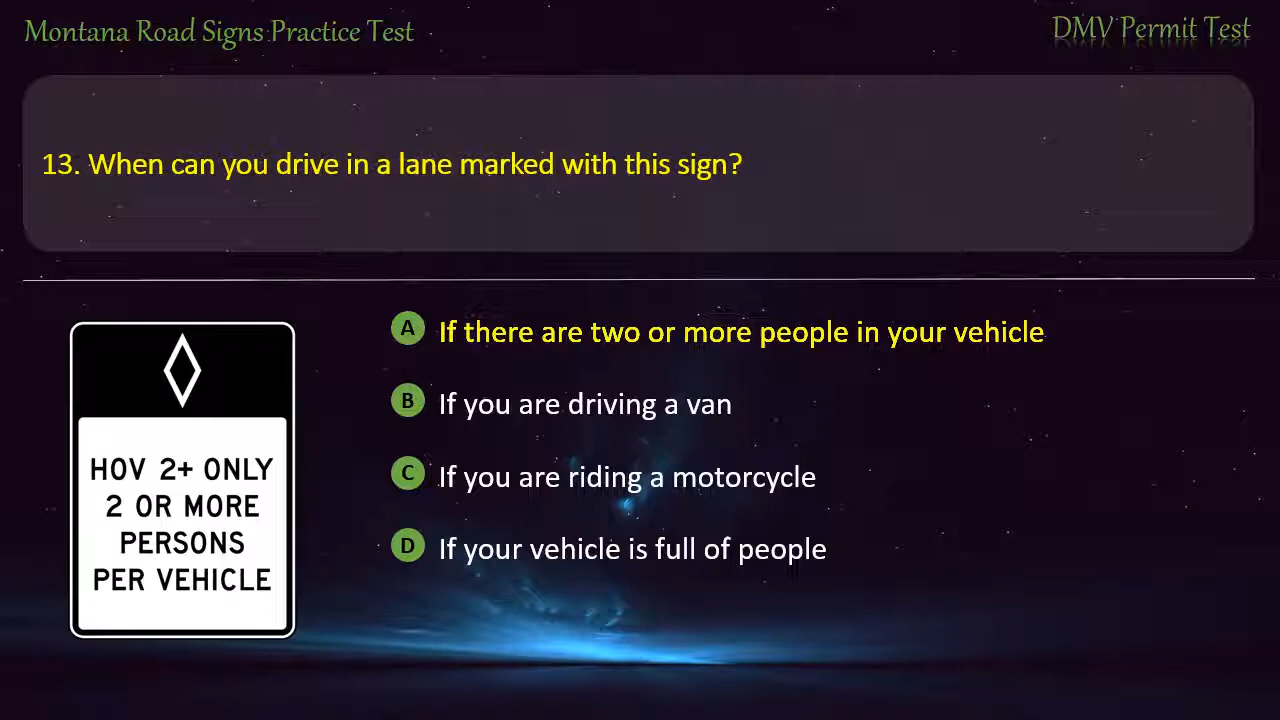 Montana Road Signs Practice Test
DMV Permit Test
13. When can you drive in a lane marked with this sign?
A If there are two or more people in your vehicle
B If you are driving a van
C If you are riding a motorcycle
D If your vehicle is full of people
HOV 2+ ONLY
2 OR MORE
PERSONS
PER VEHICLE